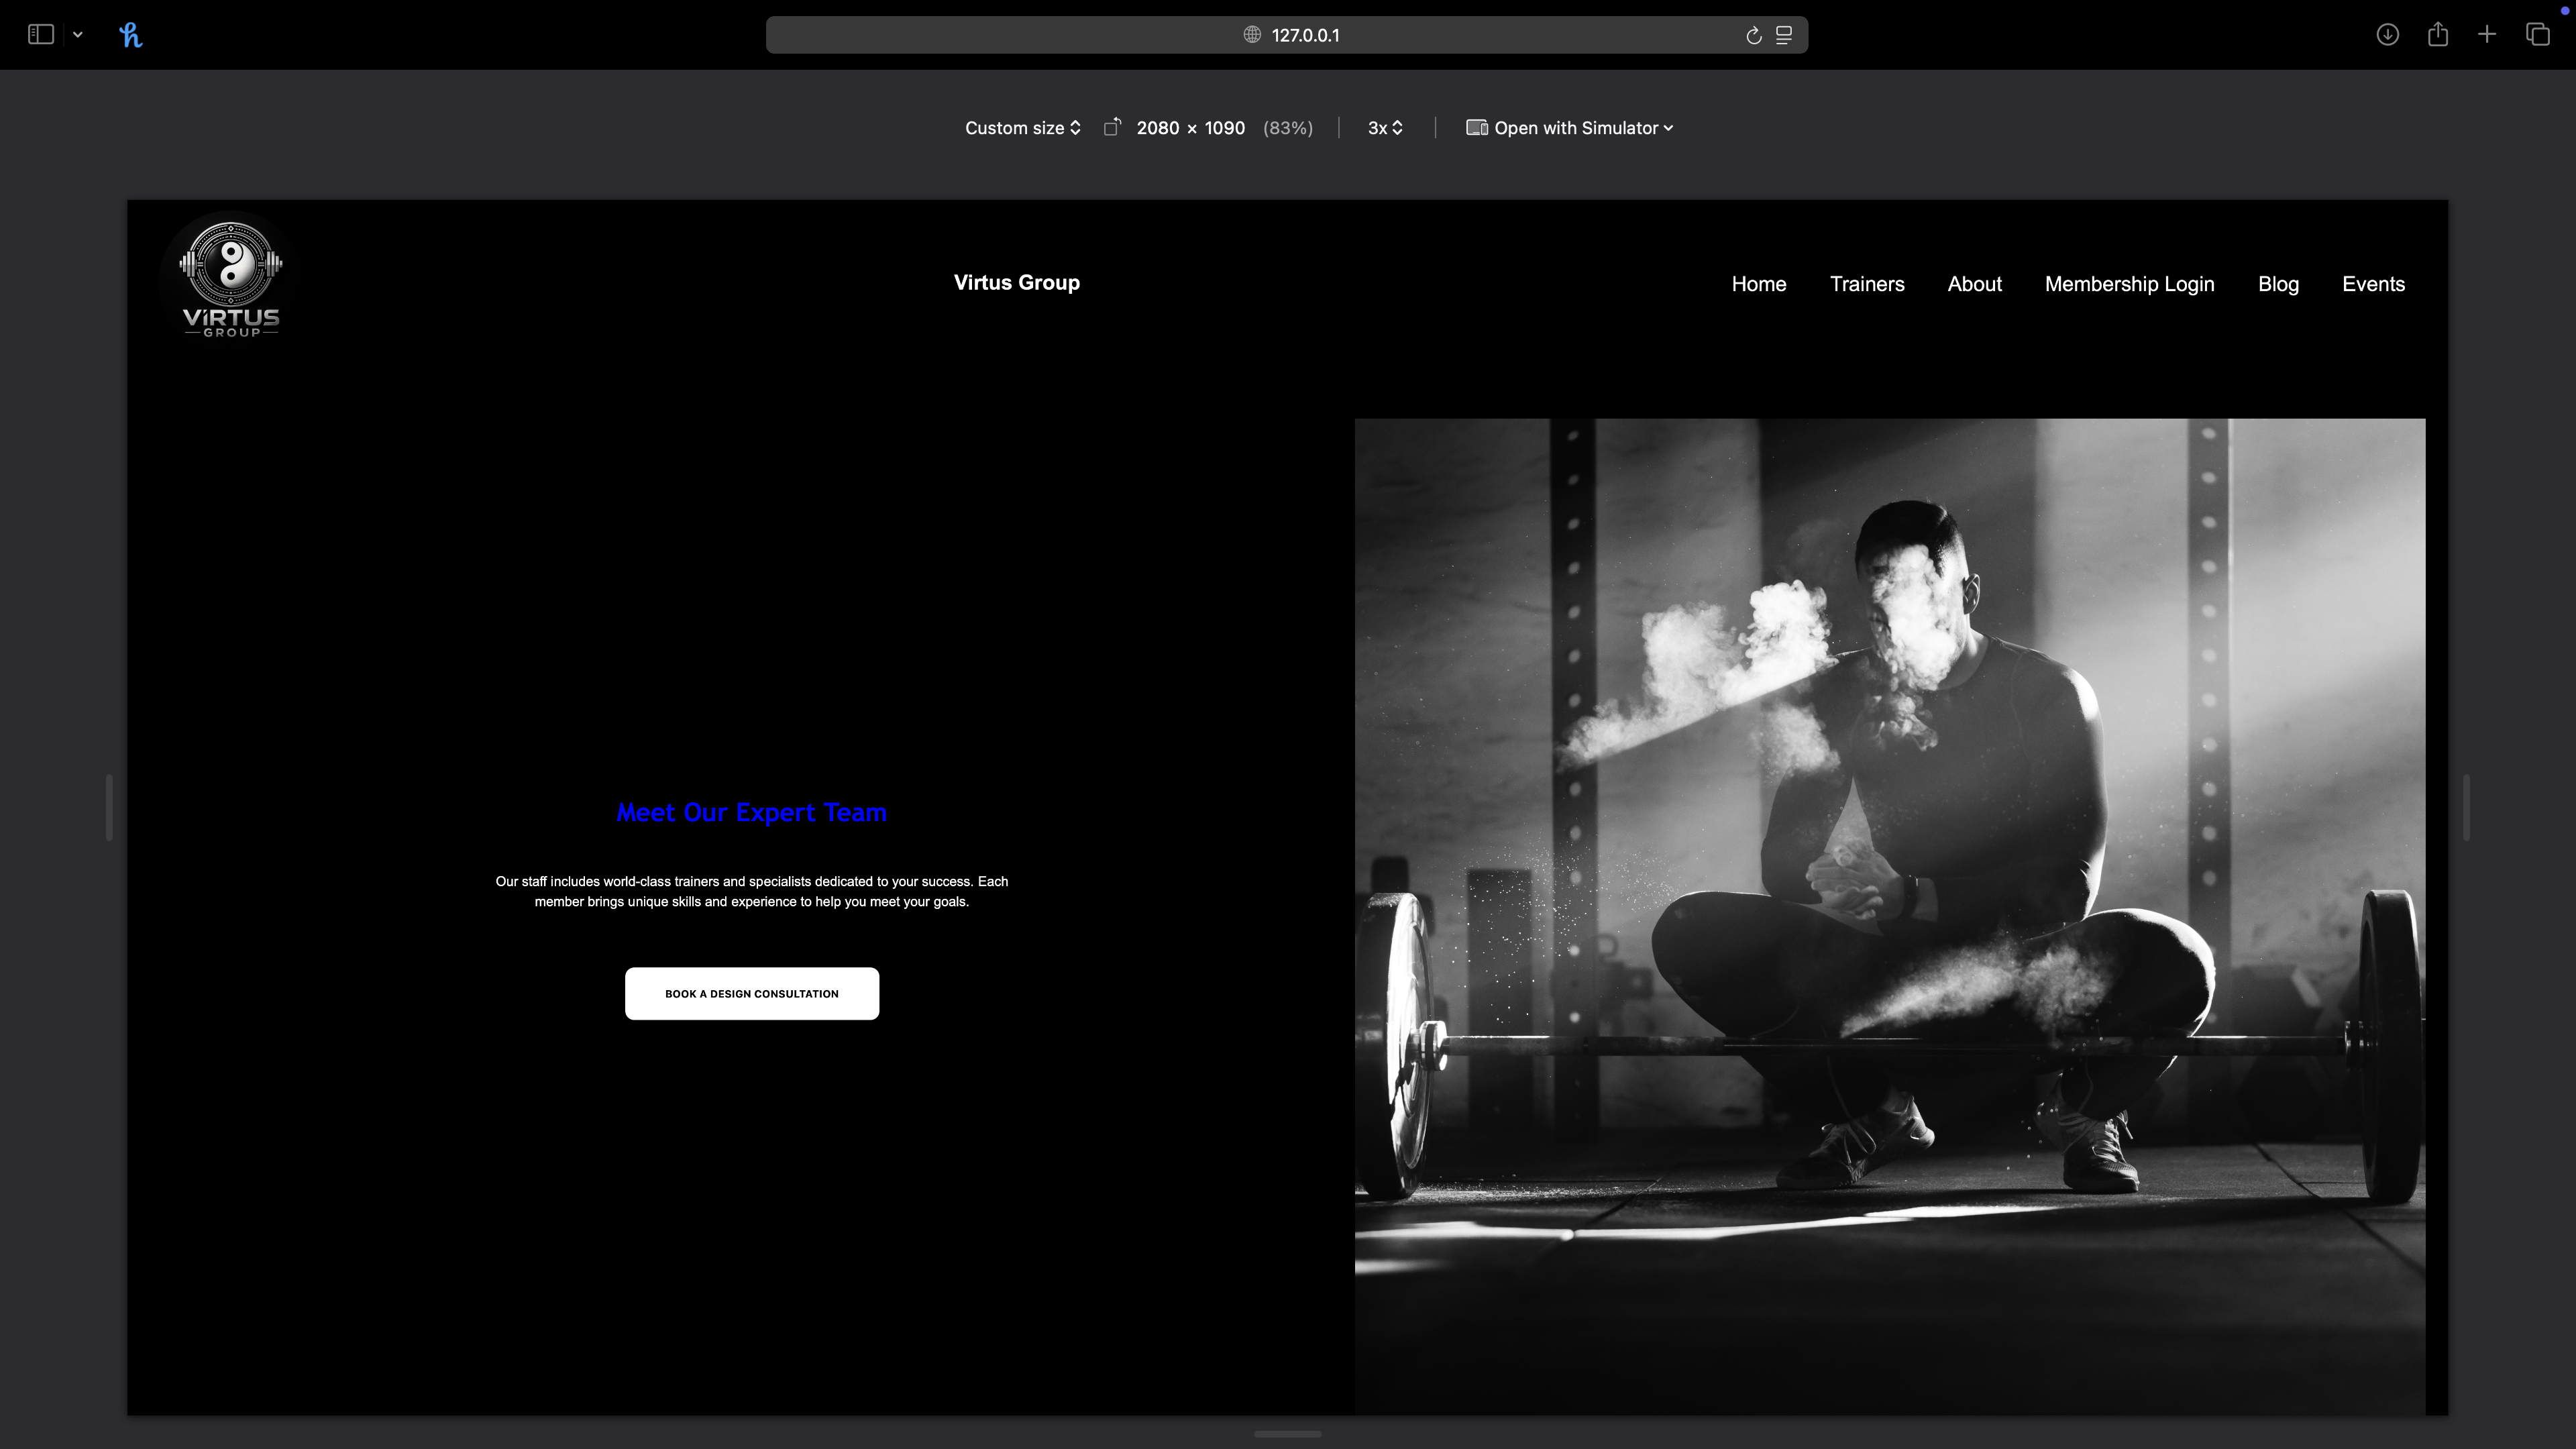 127.0.0.1
Custom size 2080 × 1090 (83%) 3x Open with Simulator
VIRTUS
GROUP
Virtus Group
Home Trainers About Membership Login Blog Events
Meet Our Expert Team
Our staff includes world-class trainers and specialists dedicated to your success. Each
member brings unique skills and experience to help you meet your goals.
BOOK A DESIGN CONSULTATION